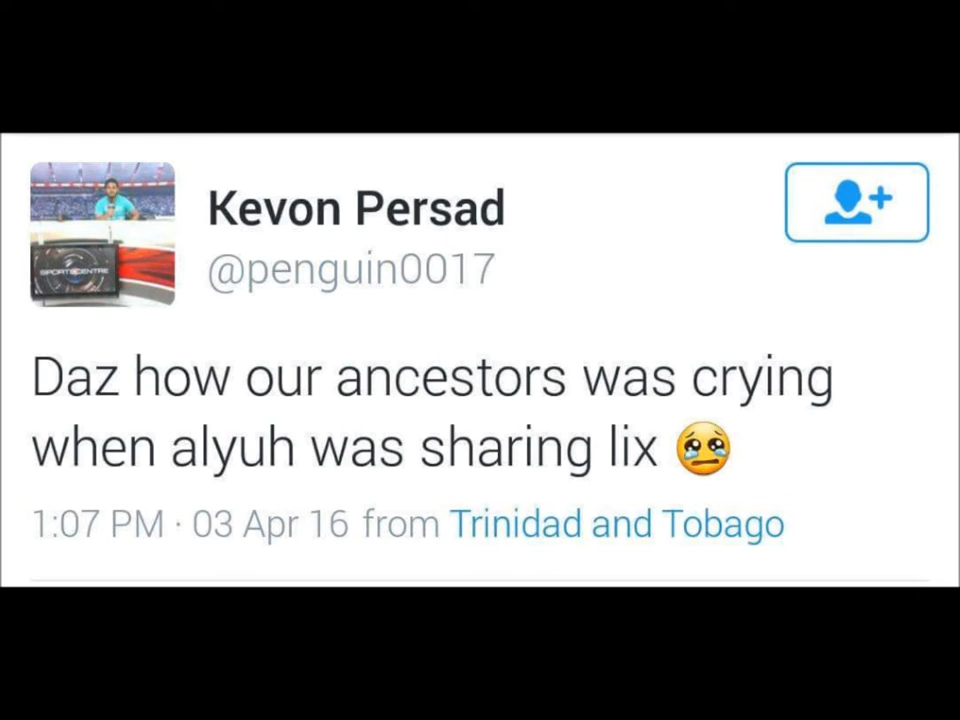 SPORTSCENTRE
Kevon Persad
@penguin0017
Daz how our ancestors was crying
when alyuh was sharing lix 😢
1:07 PM · 03 Apr 16 from Trinidad and Tobago